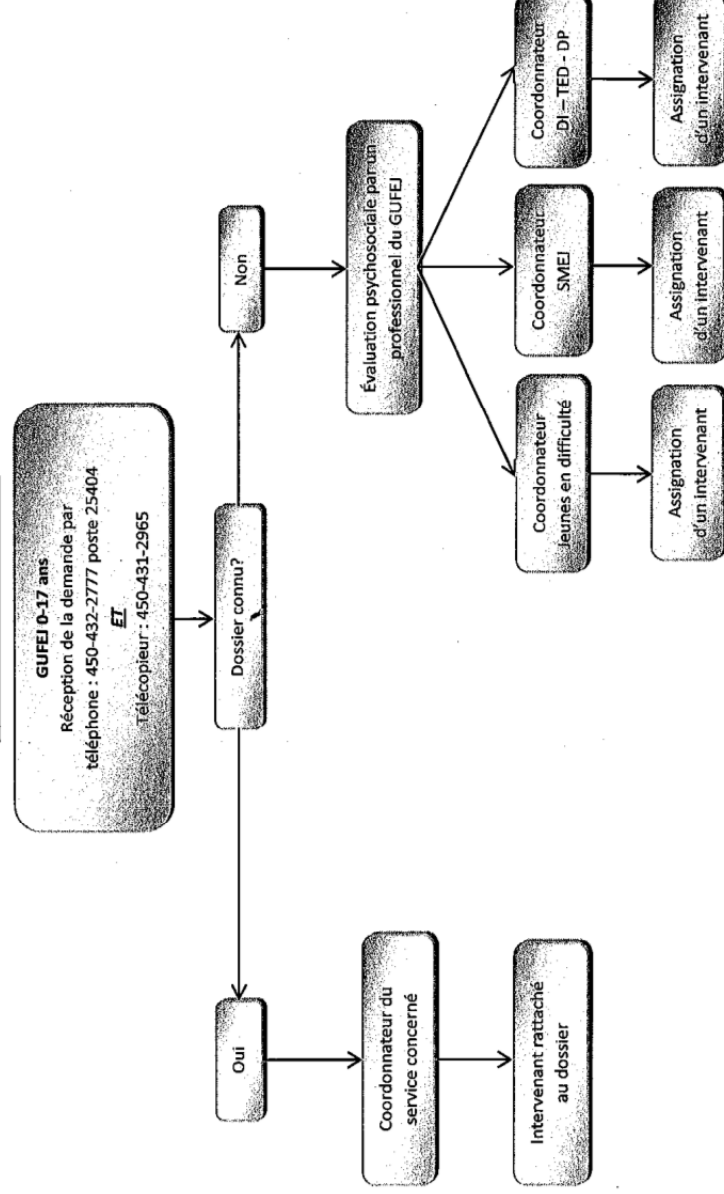 GUFEJ 0-17 ans
Réception de la demande par
téléphone : 450-432-2777 poste 25404
ET
Télécopieur : 450-431-2965
Dossier connu?
Oui
Non
Coordonnateur du
service concerné
Intervenant rattaché
au dossier
Évaluation psychosociale par un
professionnel du GUFEJ
Coordonnateur
Jeunes en difficulté
Coordonnateur
SMEJ
Coordonnateur
DI – TED - DP
Assignation
d'un intervenant
Assignation
d'un intervenant
Assignation
d'un intervenant